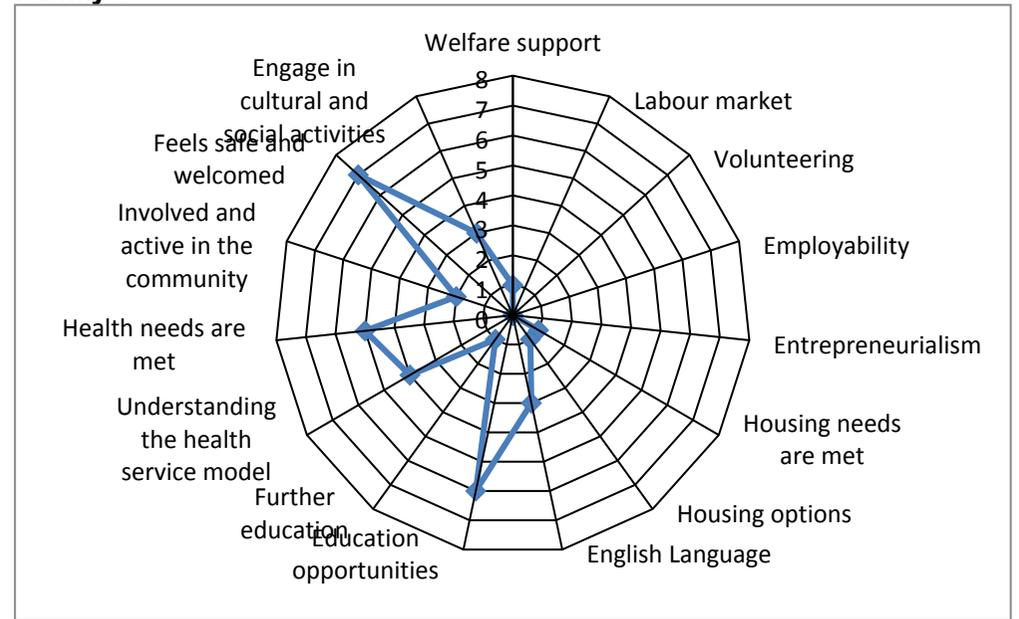 Welfare support
Engage in
cultural and
social activities
8
7
6
5
4
3
2
1
0
Labour market
Volunteering
Employability
Entrepreneurialism
Housing needs
are met
Housing options
English Language
Education
opportunities
Further
education
Understanding
the health
service model
Health needs are
met
Involved and
active in the
community
Feels safe and
welcomed